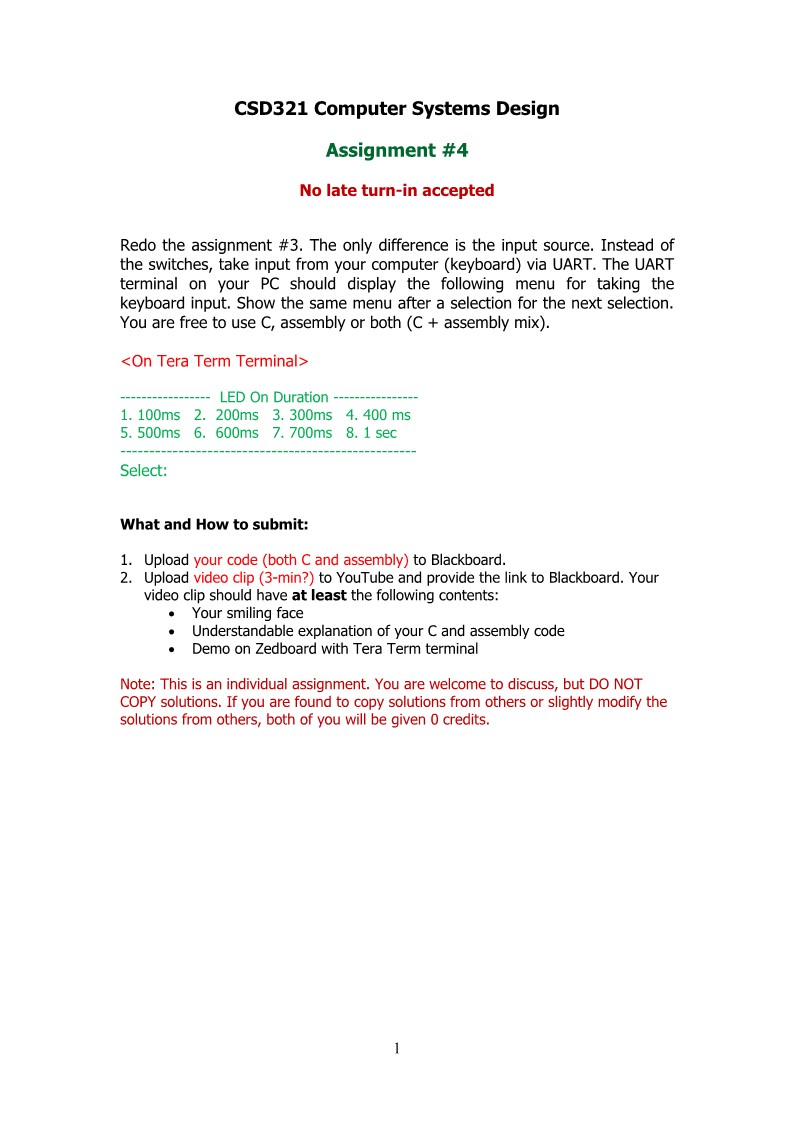 CSD321 Computer Systems Design
Assignment #4
No late turn-in accepted
Redo the assignment #3. The only difference is the input source. Instead of
the switches, take input from your computer (keyboard) via UART. The UART
terminal on your PC should display the following menu for taking the
keyboard input. Show the same menu after a selection for the next selection.
You are free to use C, assembly or both (C + assembly mix).
<On Tera Term Terminal>
----------------- LED On Duration ----------------
1. 100ms 2. 200ms 3. 300ms 4. 400 ms
5. 500ms 6. 600ms 7. 700ms 8. 1 sec
---------------------------------------------------
Select:
What and How to submit:
1. Upload your code (both C and assembly) to Blackboard.
2. Upload video clip (3-min?) to YouTube and provide the link to Blackboard. Your
video clip should have at least the following contents:
• Your smiling face
• Understandable explanation of your C and assembly code
• Demo on Zedboard with Tera Term terminal
Note: This is an individual assignment. You are welcome to discuss, but DO NOT
COPY solutions. If you are found to copy solutions from others or slightly modify the
solutions from others, both of you will be given 0 credits.
1